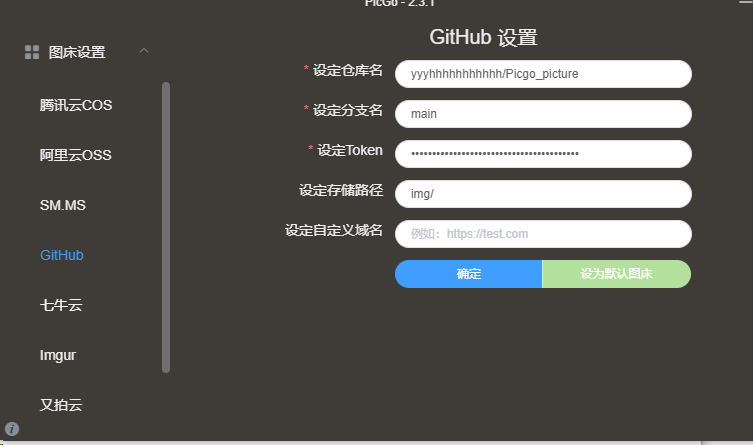 PicGo - 2.3.1
图床设置
腾讯云COS
阿里云OSS
SM.MS
GitHub
七牛云
Imgur
又拍云
GitHub 设置
* 设定仓库名
yyyhhhhhhhhhhh/Picgo_picture
* 设定分支名
main
* 设定Token
••••••••••••••••••••••••••••••••••••••••
设定存储路径
img/
设定自定义域名
例如：https://test.com
确定
设为默认图床